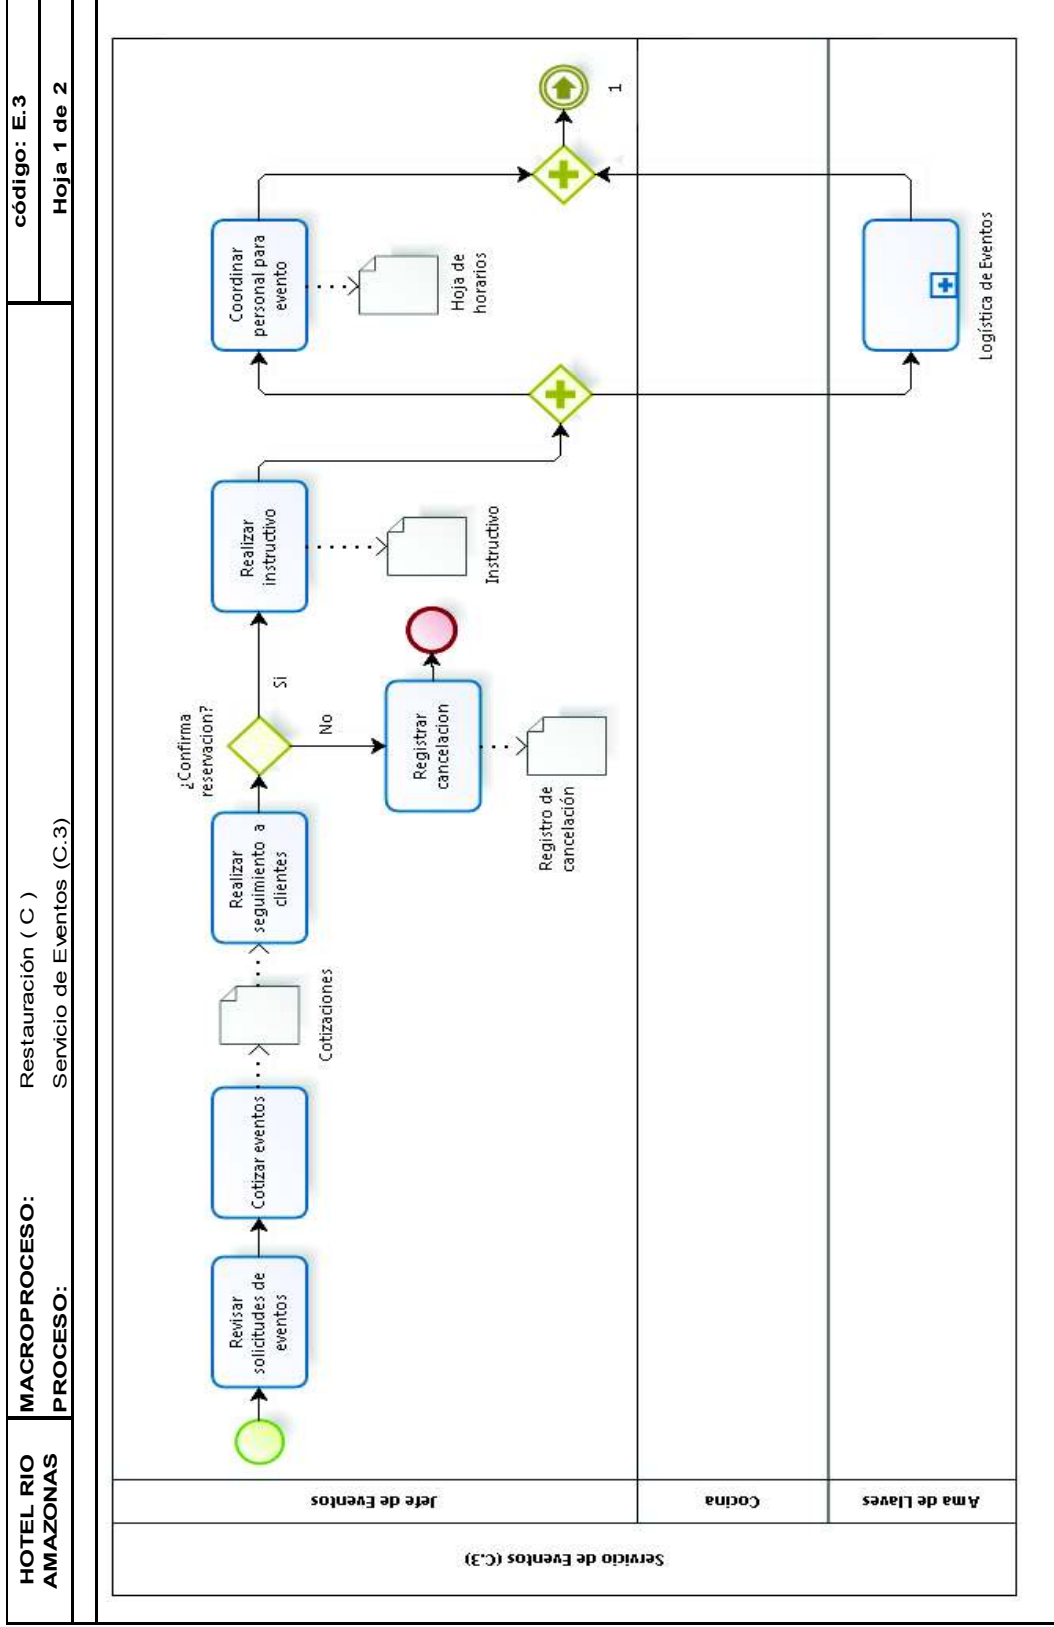 HOTEL RIO
AMAZONAS
MACROPROCESO:
Restauración ( C )
código: E.3
PROCESO:
Servicio de Eventos (C.3)
Hoja 1 de 2
Servicio de Eventos (C.3)
Jefe de Eventos
Revisar
solicitudes de
eventos
Cotizar eventos
Cotizaciones
Realizar
seguimiento a
clientes
¿Confirma
reservacion?
Si
No
Registrar
cancelacion
Registro de
cancelación
Realizar
instructivo
Instructivo
Coordinar
personal para
evento
Hoja de
horarios
1
Cocina
Ama de Llaves
Logística de Eventos